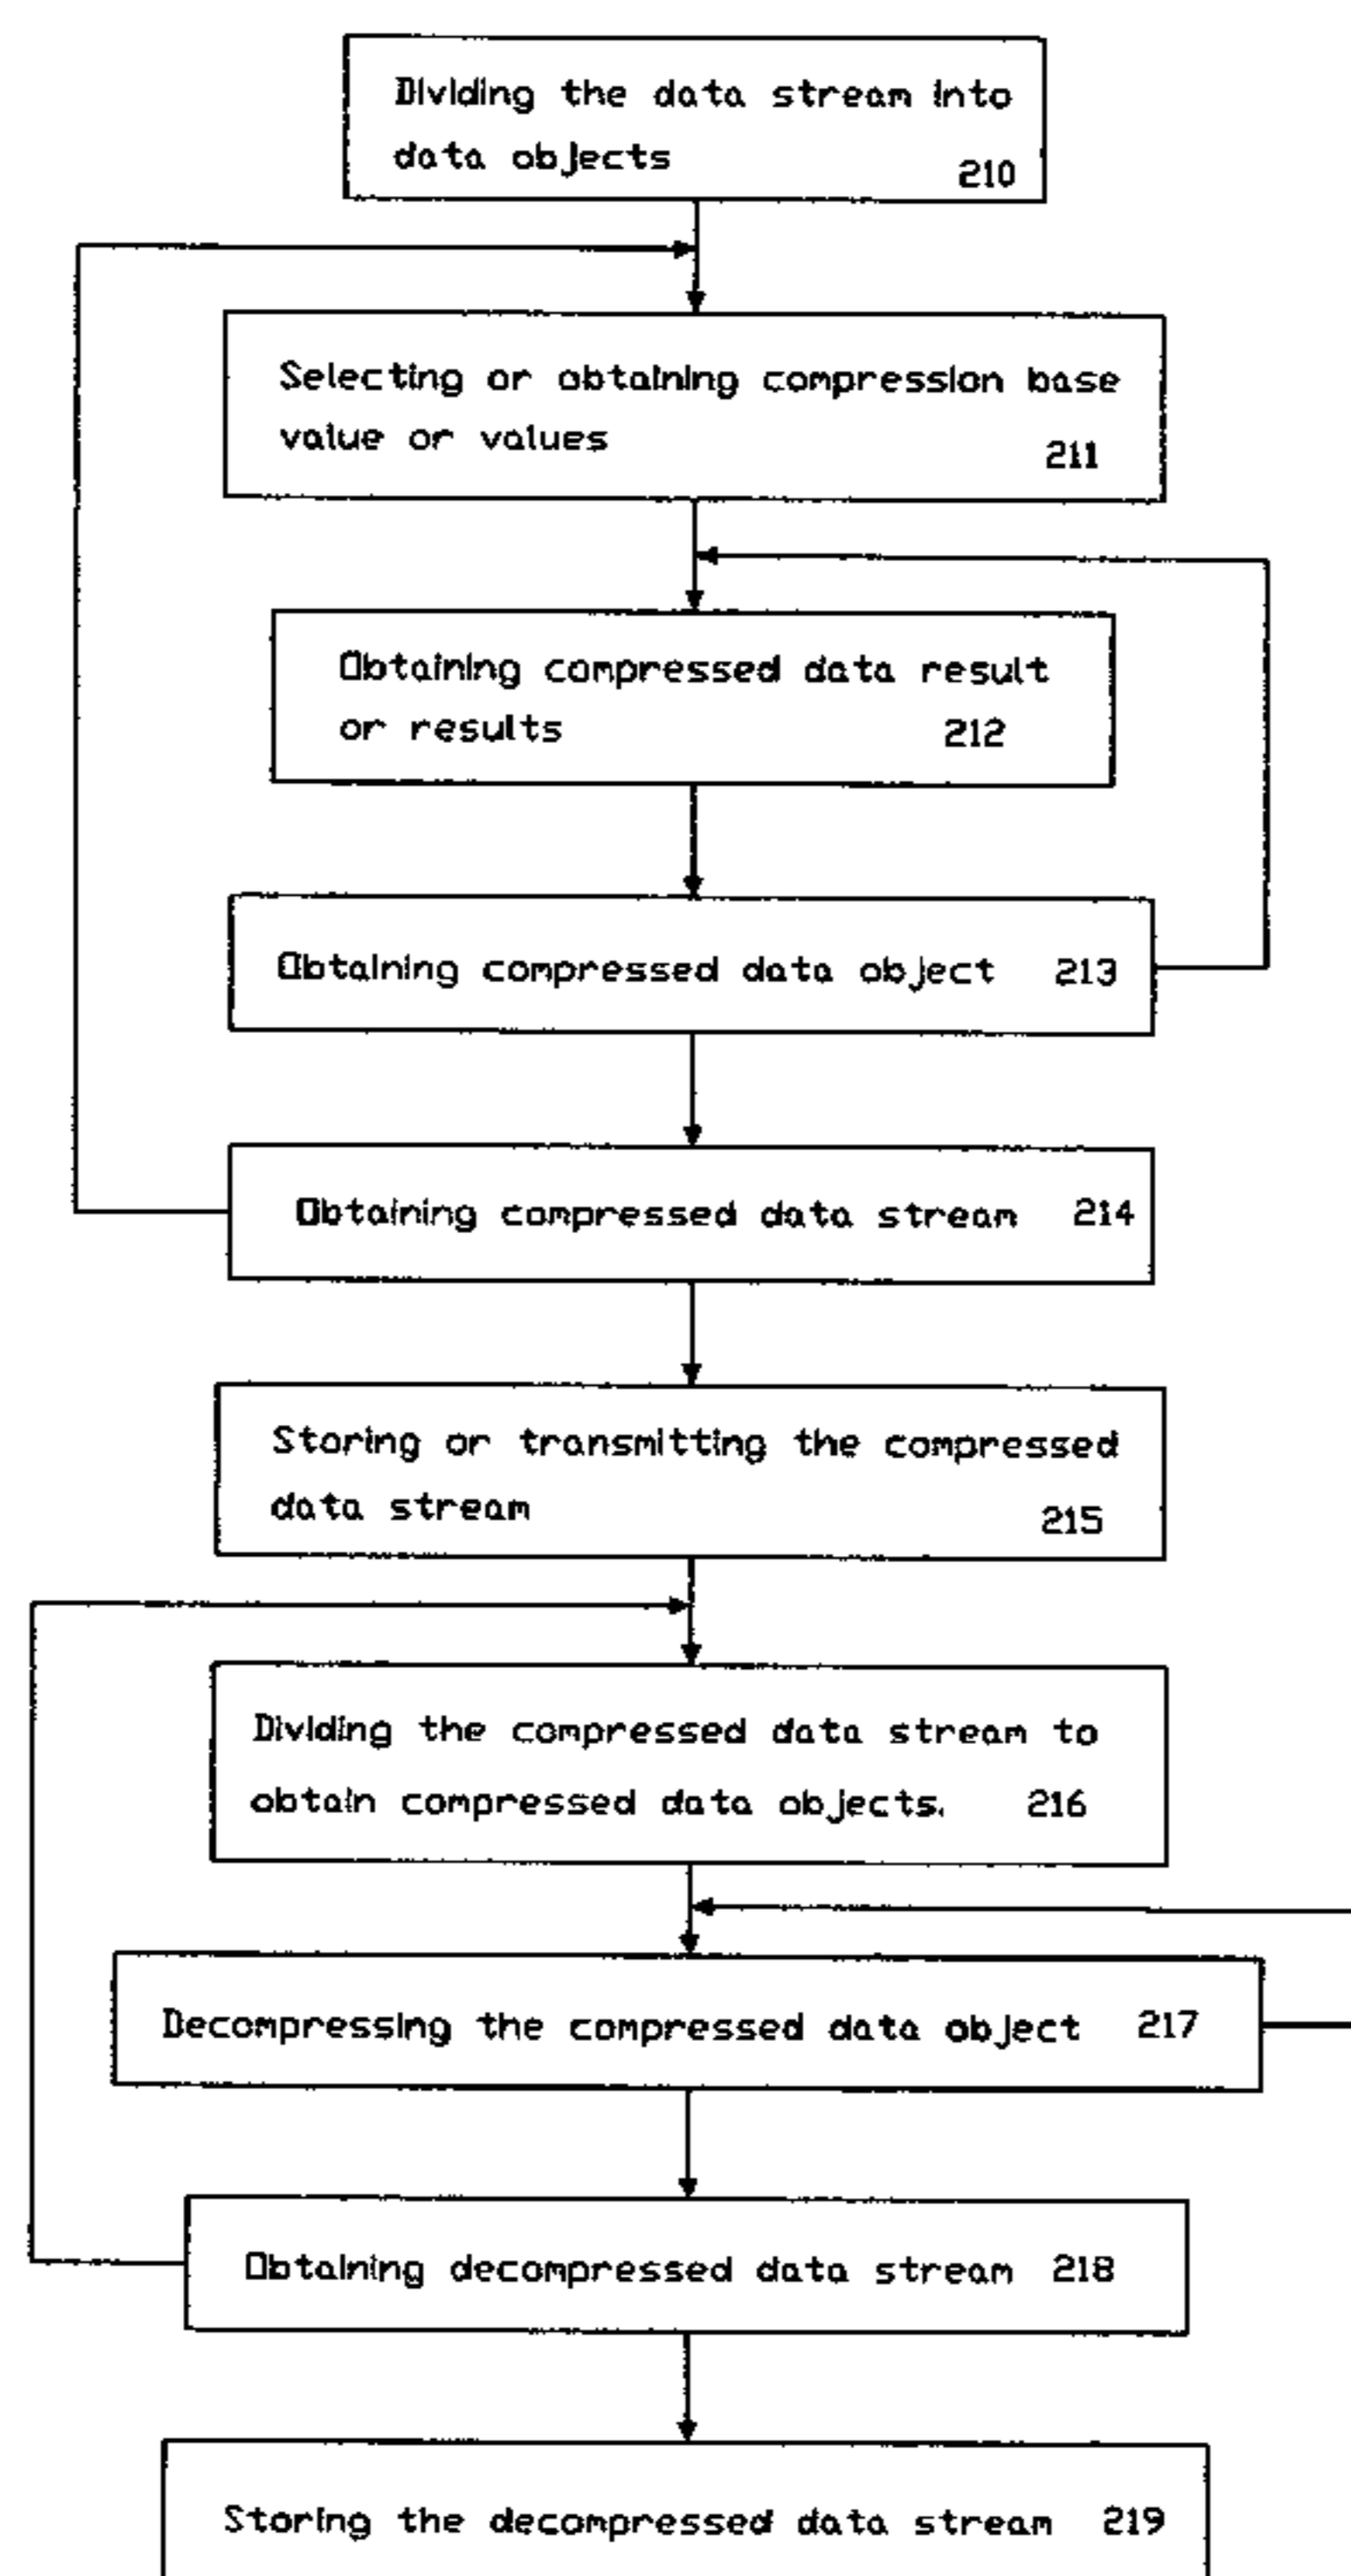 Dividing the data stream into
data objects
210
Selecting or obtaining compression base
value or values
211
Obtaining compressed data result
or results
212
Obtaining compressed data object 213
Obtaining compressed data stream 214
Storing or transmitting the compressed
data stream
215
Dividing the compressed data stream to
obtain compressed data objects. 216
Decompressing the compressed data object 217
Obtaining decompressed data stream 218
Storing the decompressed data stream 219